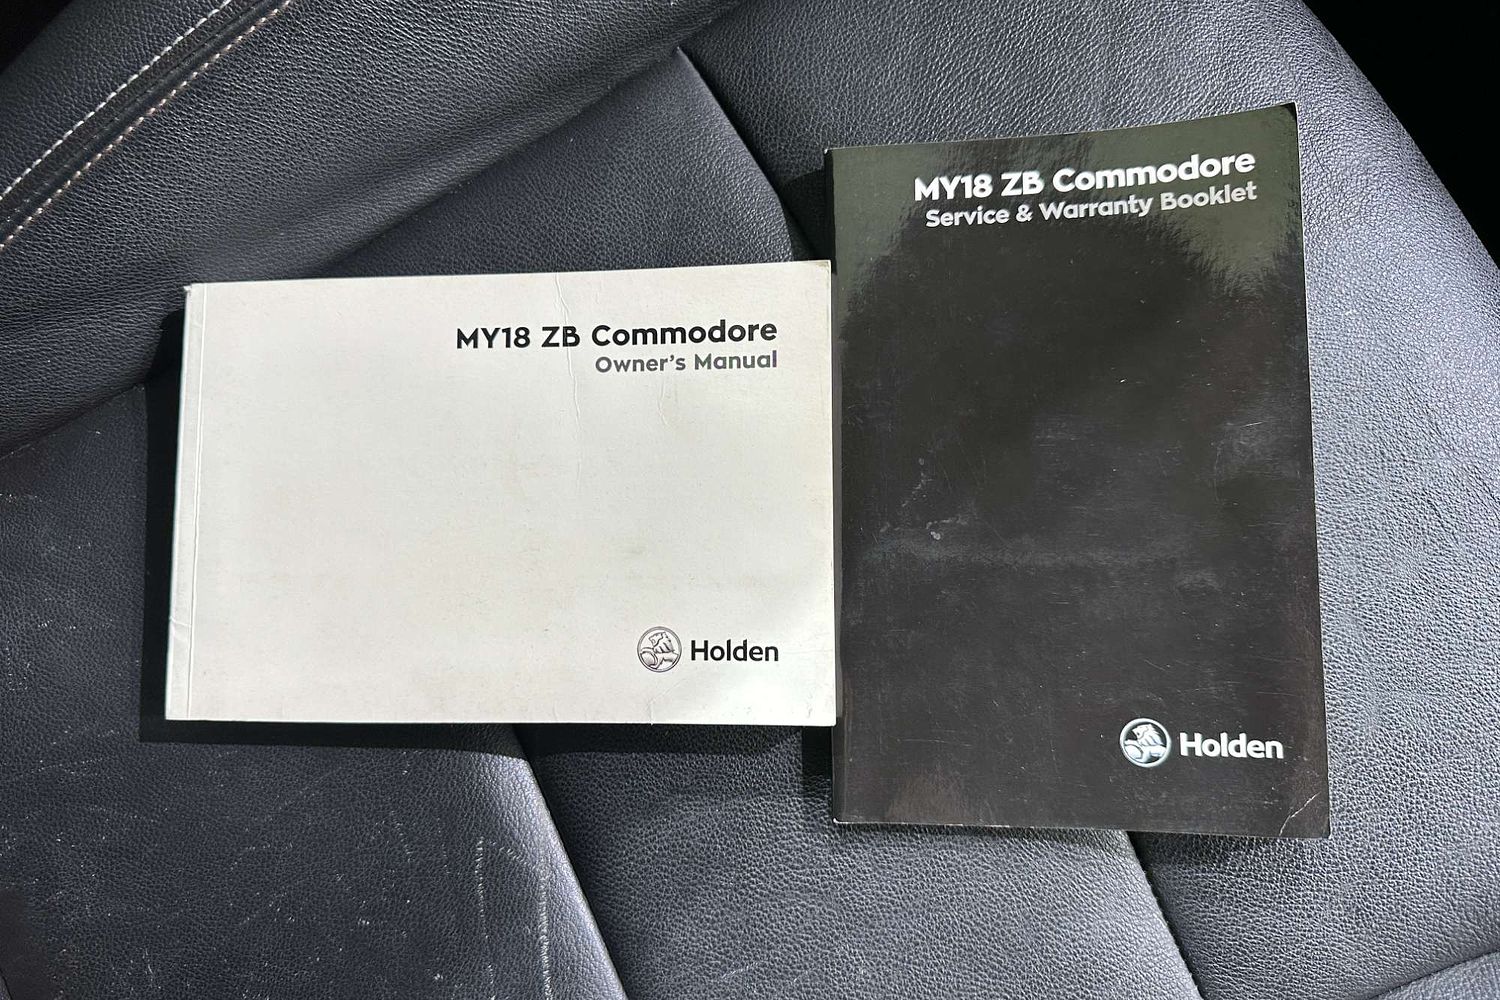 MY18 ZB Commodore
Owner's Manual
Holden
MY18 ZB Commodore
Service & Warranty Booklet
Holden